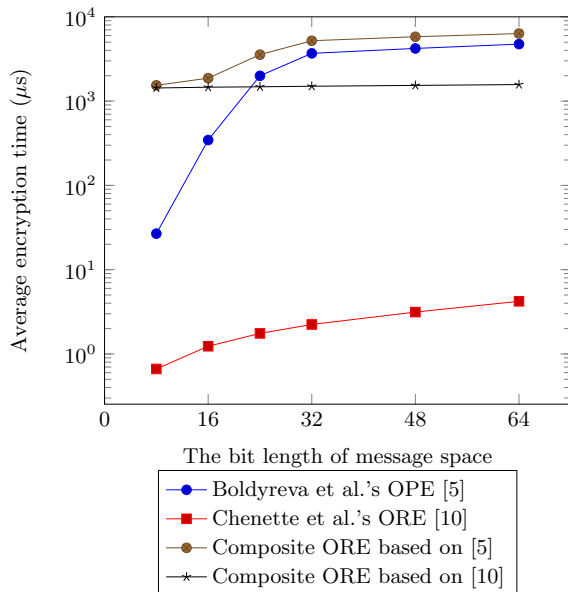 10^4
10^3
10^2
10^1
10^0
Average encryption time (μs)
0 16 32 48 64
The bit length of message space
Boldyreva et al.'s OPE [5]
Chenette et al.'s ORE [10]
Composite ORE based on [5]
Composite ORE based on [10]